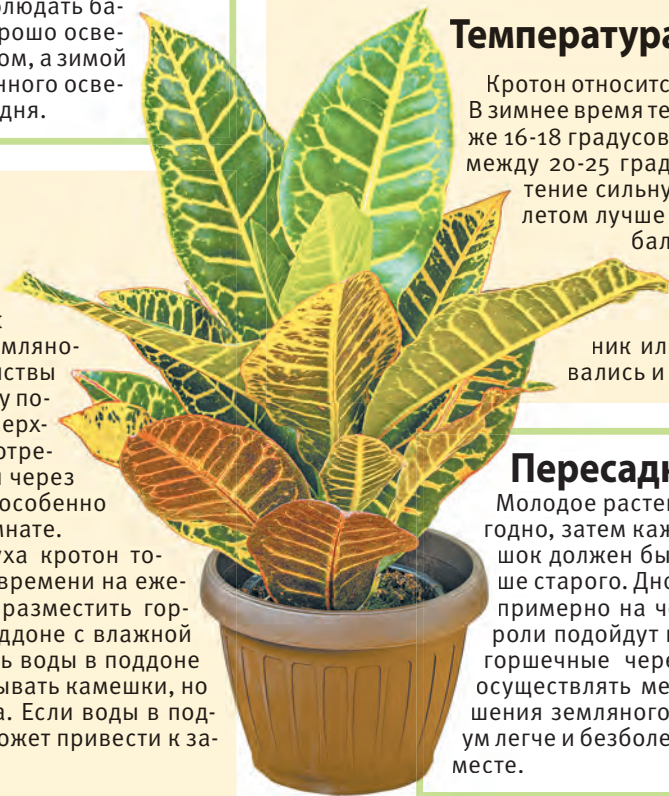 людать ба-
рошо осве-
ом, а зимой
нного осве-
дня.
мляно-
ствы
у по-
ерх-
отре-
через
особенно
мнате.
уха кротон то-
времени на еже-
разместить гор-
ддоне с влажной
ь воды в поддоне
ывать камешки, но
а. Если воды в под-
ожет привести к за-
Температура
Кротон относитс
В зимнее время те
же 16-18 градусов
между 20-25 град
тение сильну
летом лучше
бал
ник ил
вались и
Пересадк
Молодое расте
годно, затем каж
шок должен бы
ше старого. Дно
примерно на че
роли подойдут
горшечные чере
осуществлять ме
шения земляного
ум легче и безболе
месте.